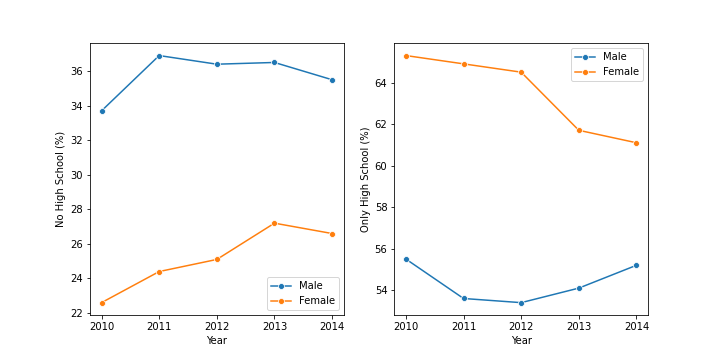 36
34
32
30
28
26
24
22
No High School (%)
2010 2011 2012 2013 2014
Year
Male
Female
64
62
60
58
56
54
Only High School (%)
2010 2011 2012 2013 2014
Year
Male
Female